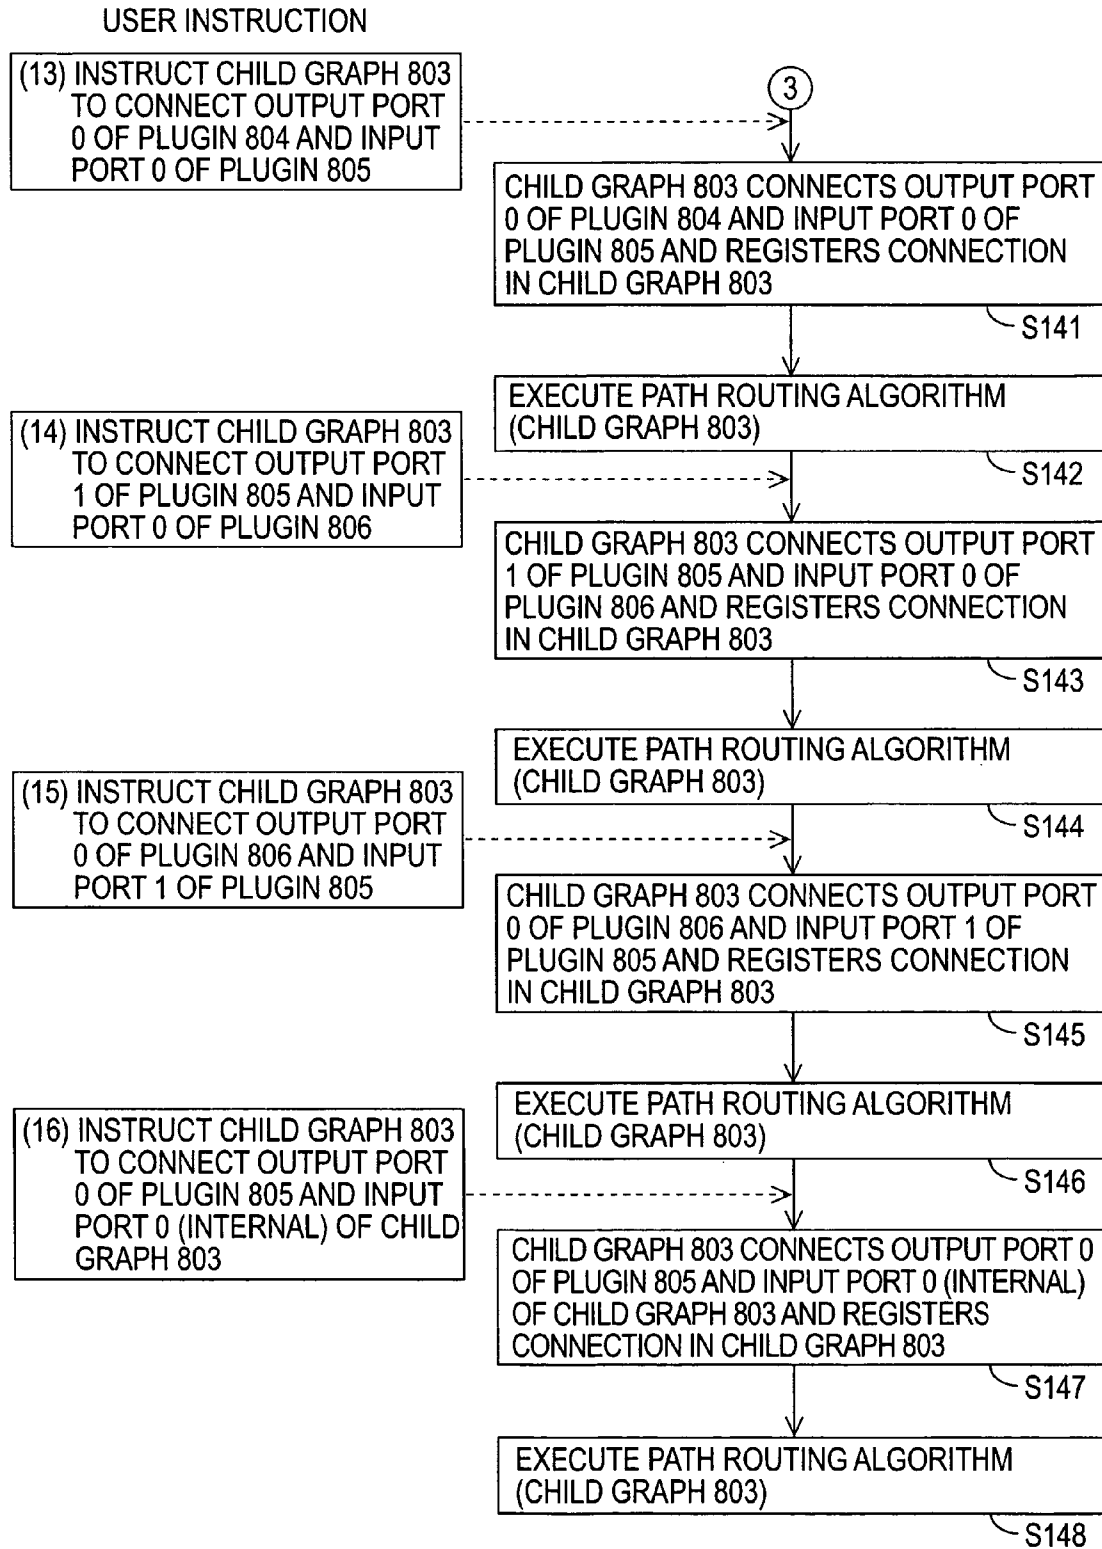 USER INSTRUCTION
(13) INSTRUCT CHILD GRAPH 803
TO CONNECT OUTPUT PORT
0 OF PLUGIN 804 AND INPUT
PORT 0 OF PLUGIN 805
3
CHILD GRAPH 803 CONNECTS OUTPUT PORT
0 OF PLUGIN 804 AND INPUT PORT 0 OF
PLUGIN 805 AND REGISTERS CONNECTION
IN CHILD GRAPH 803
S141
EXECUTE PATH ROUTING ALGORITHM
(CHILD GRAPH 803)
S142
(14) INSTRUCT CHILD GRAPH 803
TO CONNECT OUTPUT PORT
1 OF PLUGIN 805 AND INPUT
PORT 0 OF PLUGIN 806
CHILD GRAPH 803 CONNECTS OUTPUT PORT
1 OF PLUGIN 805 AND INPUT PORT 0 OF
PLUGIN 806 AND REGISTERS CONNECTION
IN CHILD GRAPH 803
S143
EXECUTE PATH ROUTING ALGORITHM
(CHILD GRAPH 803)
S144
(15) INSTRUCT CHILD GRAPH 803
TO CONNECT OUTPUT PORT
0 OF PLUGIN 806 AND INPUT
PORT 1 OF PLUGIN 805
CHILD GRAPH 803 CONNECTS OUTPUT PORT
0 OF PLUGIN 806 AND INPUT PORT 1 OF
PLUGIN 805 AND REGISTERS CONNECTION
IN CHILD GRAPH 803
S145
EXECUTE PATH ROUTING ALGORITHM
(CHILD GRAPH 803)
S146
(16) INSTRUCT CHILD GRAPH 803
TO CONNECT OUTPUT PORT
0 OF PLUGIN 805 AND INPUT
PORT 0 (INTERNAL) OF CHILD
GRAPH 803
CHILD GRAPH 803 CONNECTS OUTPUT PORT 0
OF PLUGIN 805 AND INPUT PORT 0 (INTERNAL)
OF CHILD GRAPH 803 AND REGISTERS
CONNECTION IN CHILD GRAPH 803
S147
EXECUTE PATH ROUTING ALGORITHM
(CHILD GRAPH 803)
S148